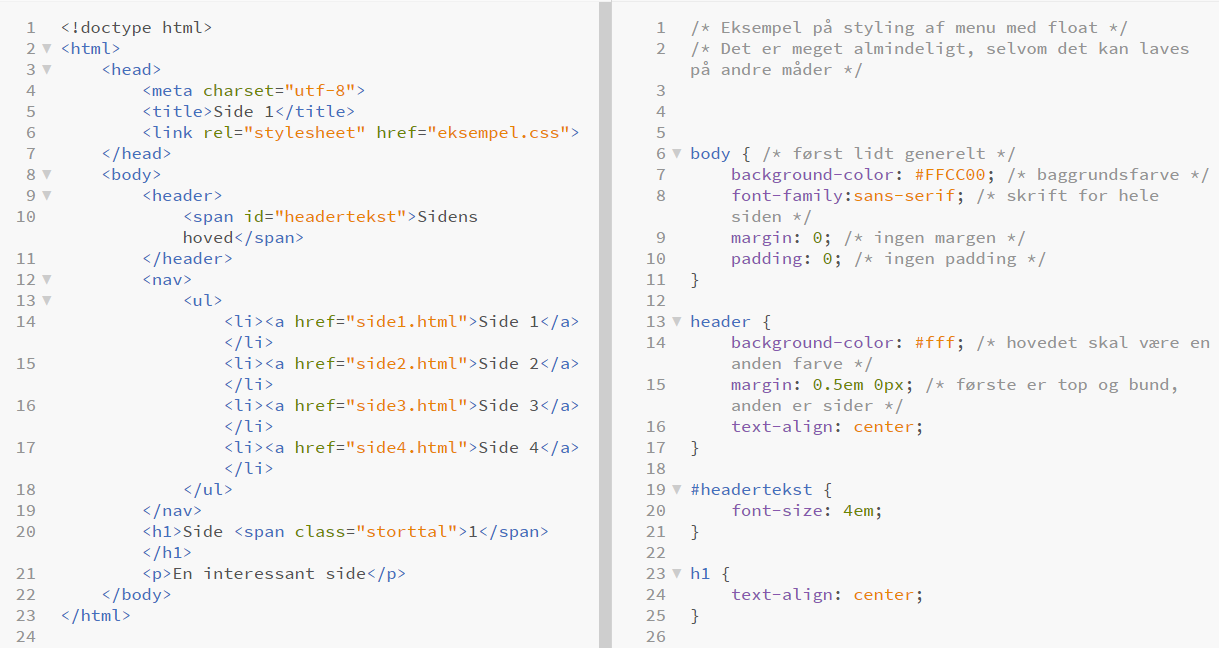 1 <!doctype html>
2 <html>
3 <head>
4 <meta charset="utf-8">
5 <title>Side 1</title>
6 <link rel="stylesheet" href="eksempel.css">
7 </head>
8 <body>
9 <header>
10 <span id="headertekst">Sidens
hoved</span>
11 </header>
12 <nav>
13 <ul>
14 <li><a href="side1.html">Side 1</a>
</li>
15 <li><a href="side2.html">Side 2</a>
</li>
16 <li><a href="side3.html">Side 3</a>
</li>
17 <li><a href="side4.html">Side 4</a>
</li>
18 </ul>
19 </nav>
20 <h1>Side <span class="storttal">1</span>
</h1>
21 <p>En interessant side</p>
22 </body>
23 </html>
24
1 /* Eksempel på styling af menu med float */
2 /* Det er meget almindeligt, selvom det kan laves
på andre måder */
3
4
5
6 body { /* først lidt generelt */
7 background-color: #FFCC00; /* baggrundsfarve */
8 font-family:sans-serif; /* skrift for hele
siden */
9 margin: 0; /* ingen margen */
10 padding: 0; /* ingen padding */
11 }
12
13 header {
14 background-color: #fff; /* hovedet skal være en
anden farve */
15 margin: 0.5em 0px; /* første er top og bund,
anden er sider */
16 text-align: center;
17 }
18
19 #headertekst {
20 font-size: 4em;
21 }
22
23 h1 {
24 text-align: center;
25 }
26